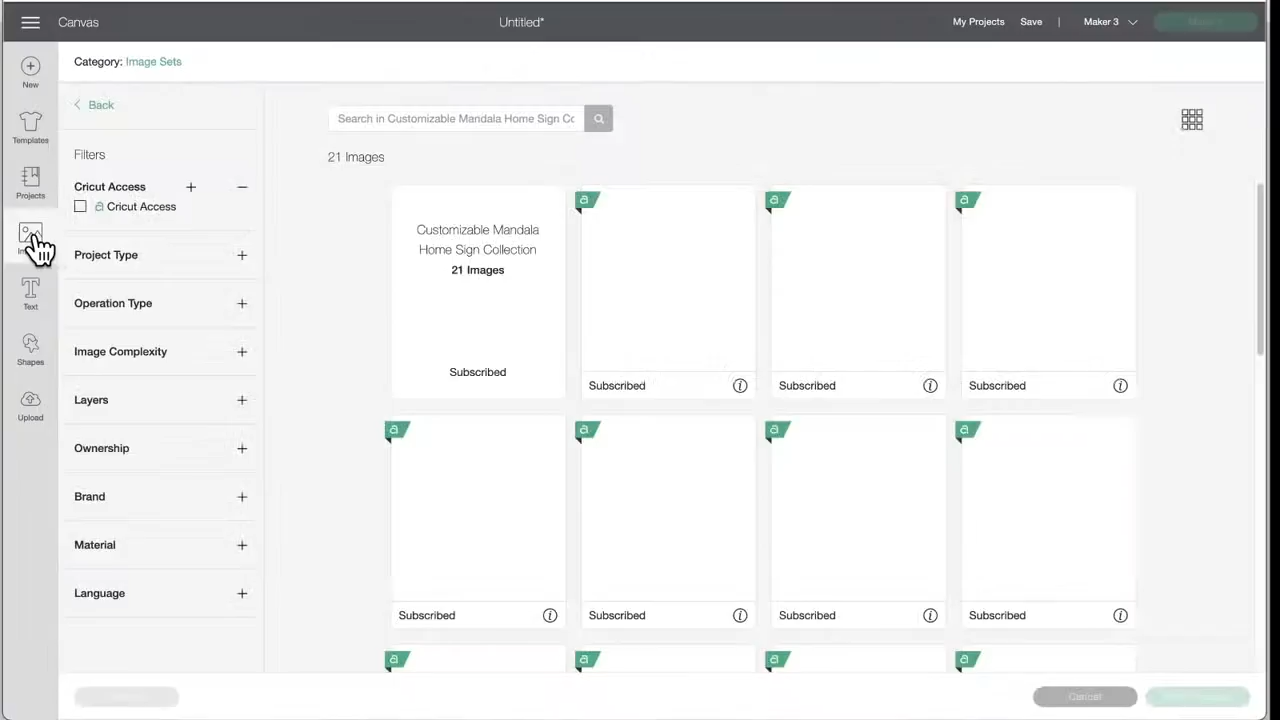 Canvas
Untitled*
My Projects
Save
|
Maker 3
New
Templates
Projects
Text
Shapes
Upload
Category: Image Sets
Back
Filters
Cricut Access
Cricut Access
Project Type
Operation Type
Image Complexity
Layers
Ownership
Brand
Material
Language
Search in Customizable Mandala Home Sign Co
21 Images
Customizable Mandala
Home Sign Collection
21 Images
Subscribed
Subscribed
Subscribed
Subscribed
Subscribed
Subscribed
Subscribed
Subscribed
Cancel